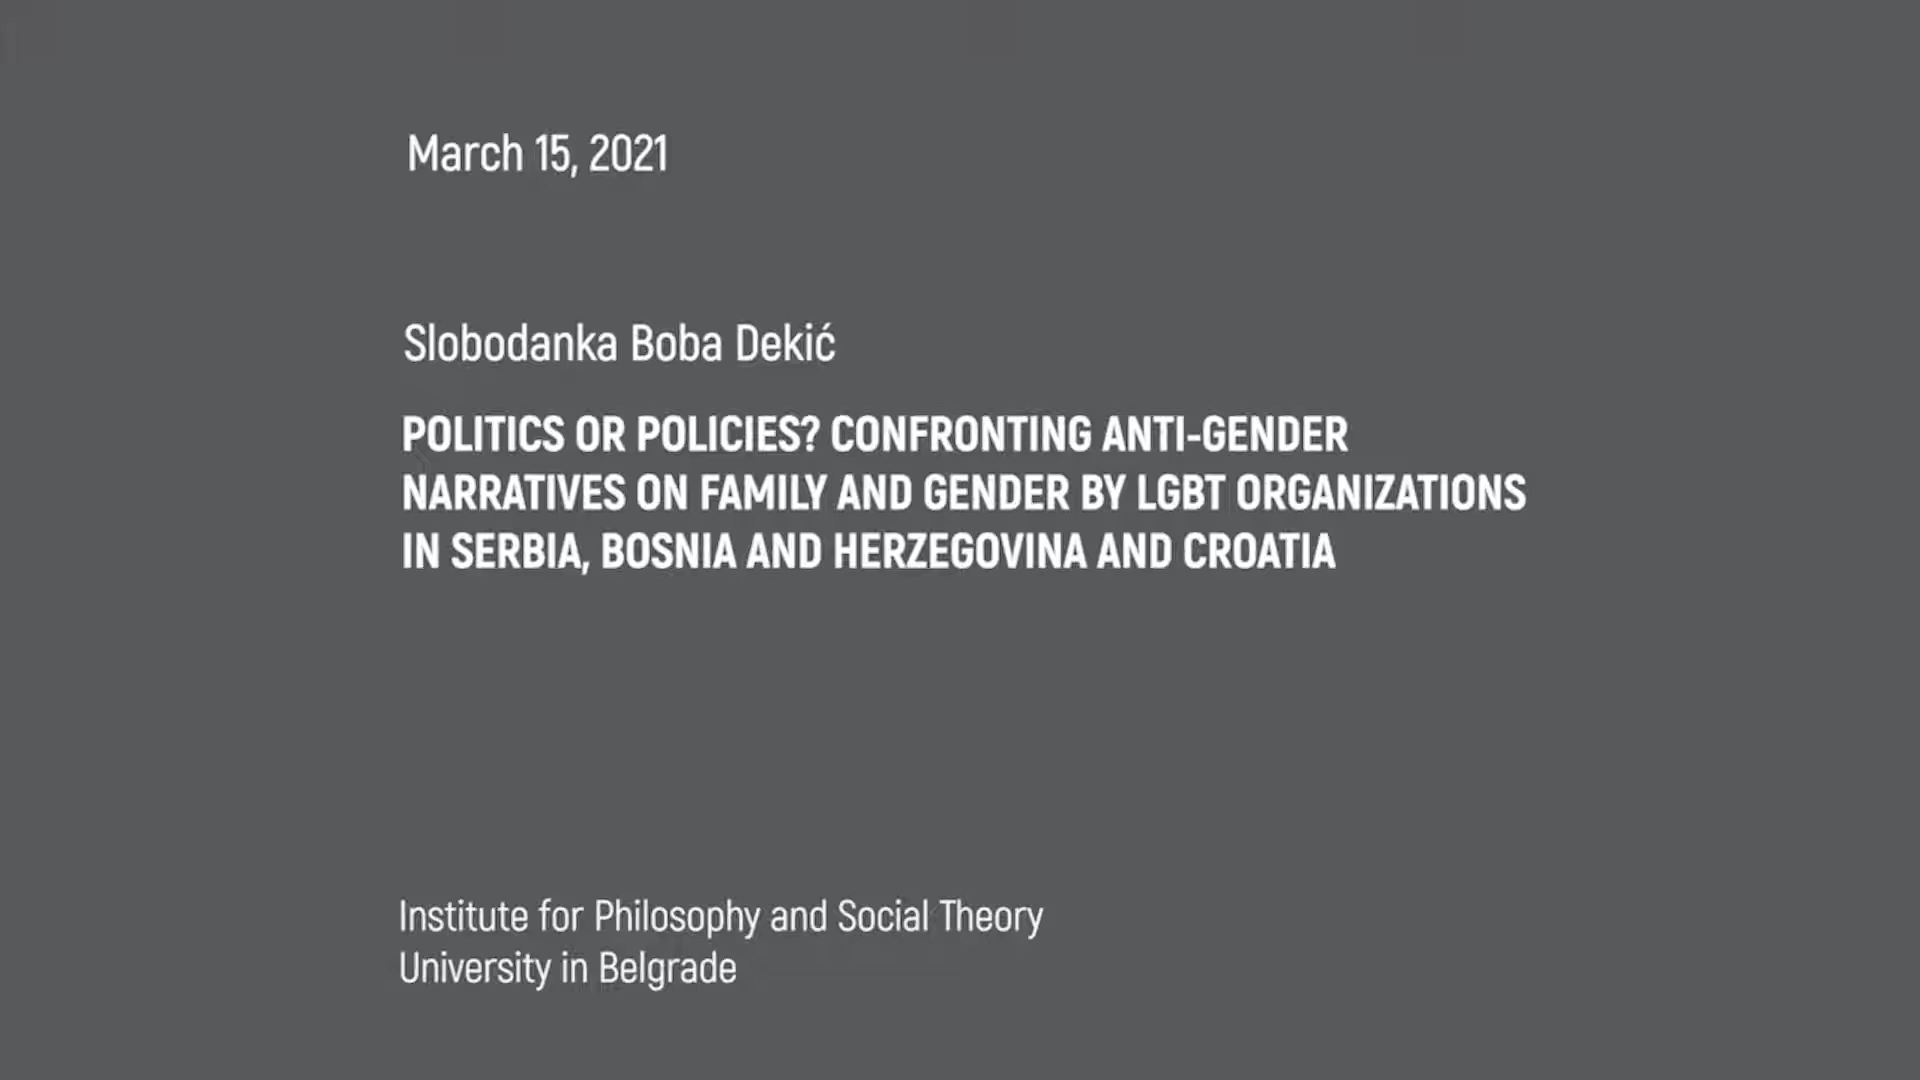 March 15, 2021
Slobodanka Boba Dekić
POLITICS OR POLICIES? CONFRONTING ANTI-GENDER
NARRATIVES ON FAMILY AND GENDER BY LGBT ORGANIZATIONS
IN SERBIA, BOSNIA AND HERZEGOVINA AND CROATIA
Institute for Philosophy and Social Theory
University in Belgrade